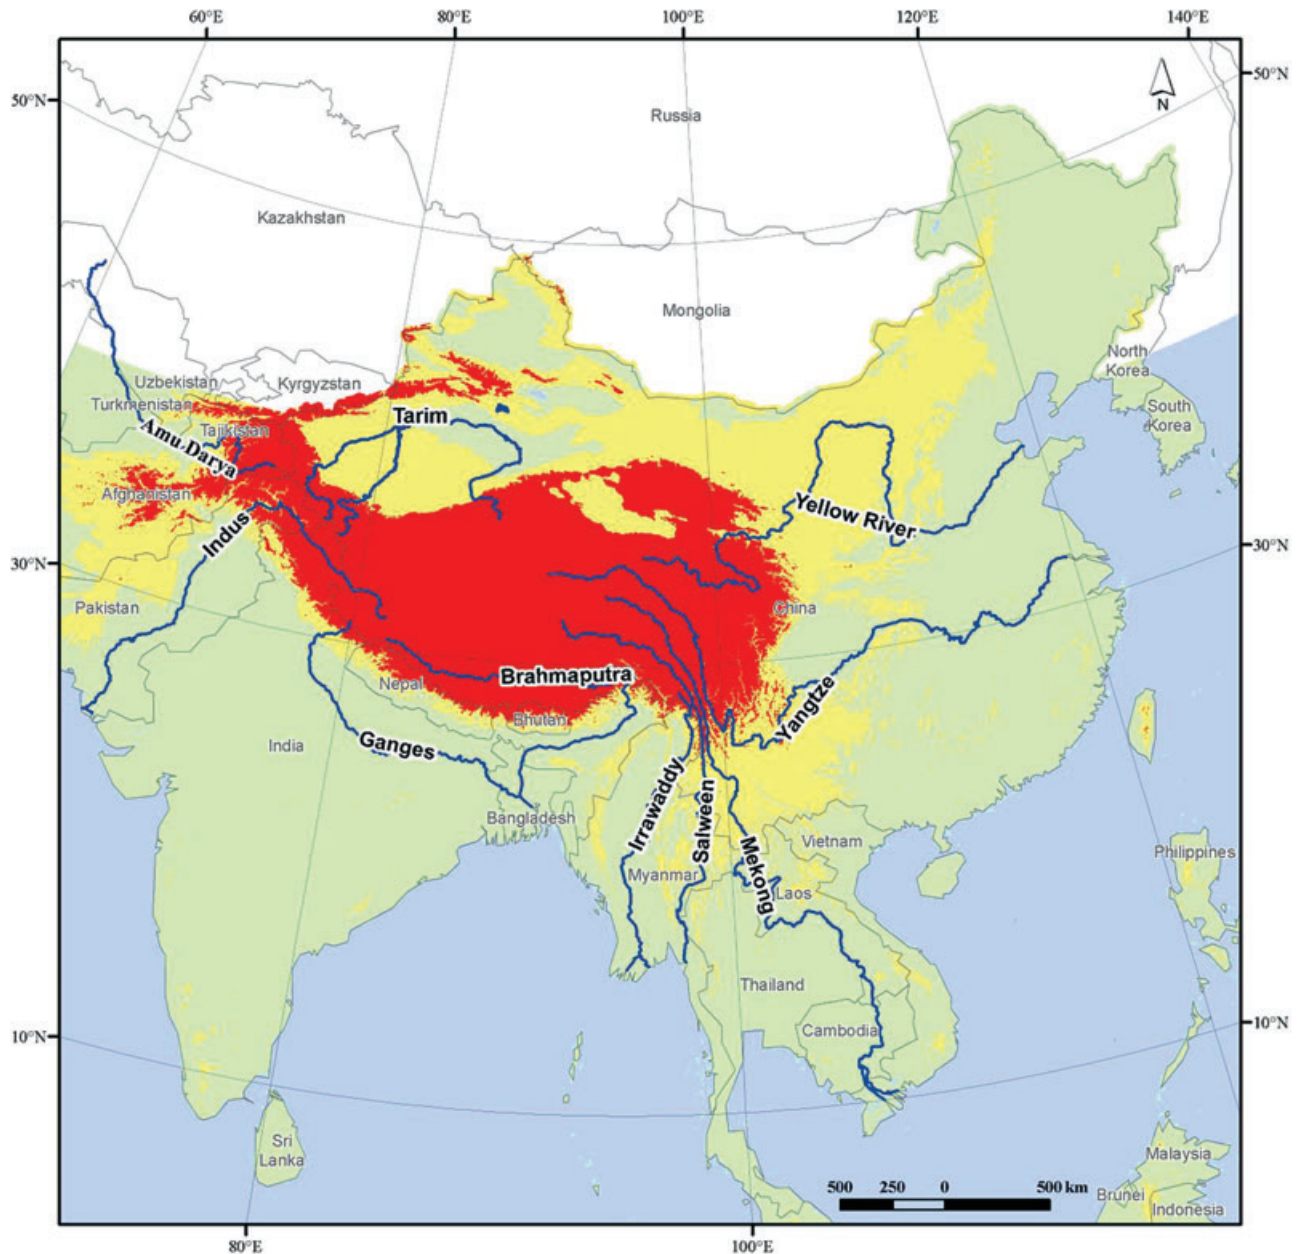 60°E
80°E
100°E
120°E
140°E
50°N
50°N
N
Russia
Kazakhstan
Mongolia
North
Korea
South
Korea
Uzbekistan
Kyrgyzstan
Turkmenistan
Tarim
Tajikistan
Amu Darya
Afghanistan
Indus
Yellow River
30°N
30°N
Pakistan
China
Nepal
Brahmaputra
Bhutan
Yangtze
India
Ganges
Irrawaddy
Salween
Mekong
Bangladesh
Vietnam
Philippines
Myanmar
Laos
Thailand
Cambodia
10°N
10°N
Sri
Lanka
Malaysia
Brunei
Indonesia
500 250 0 500 km
80°E
100°E